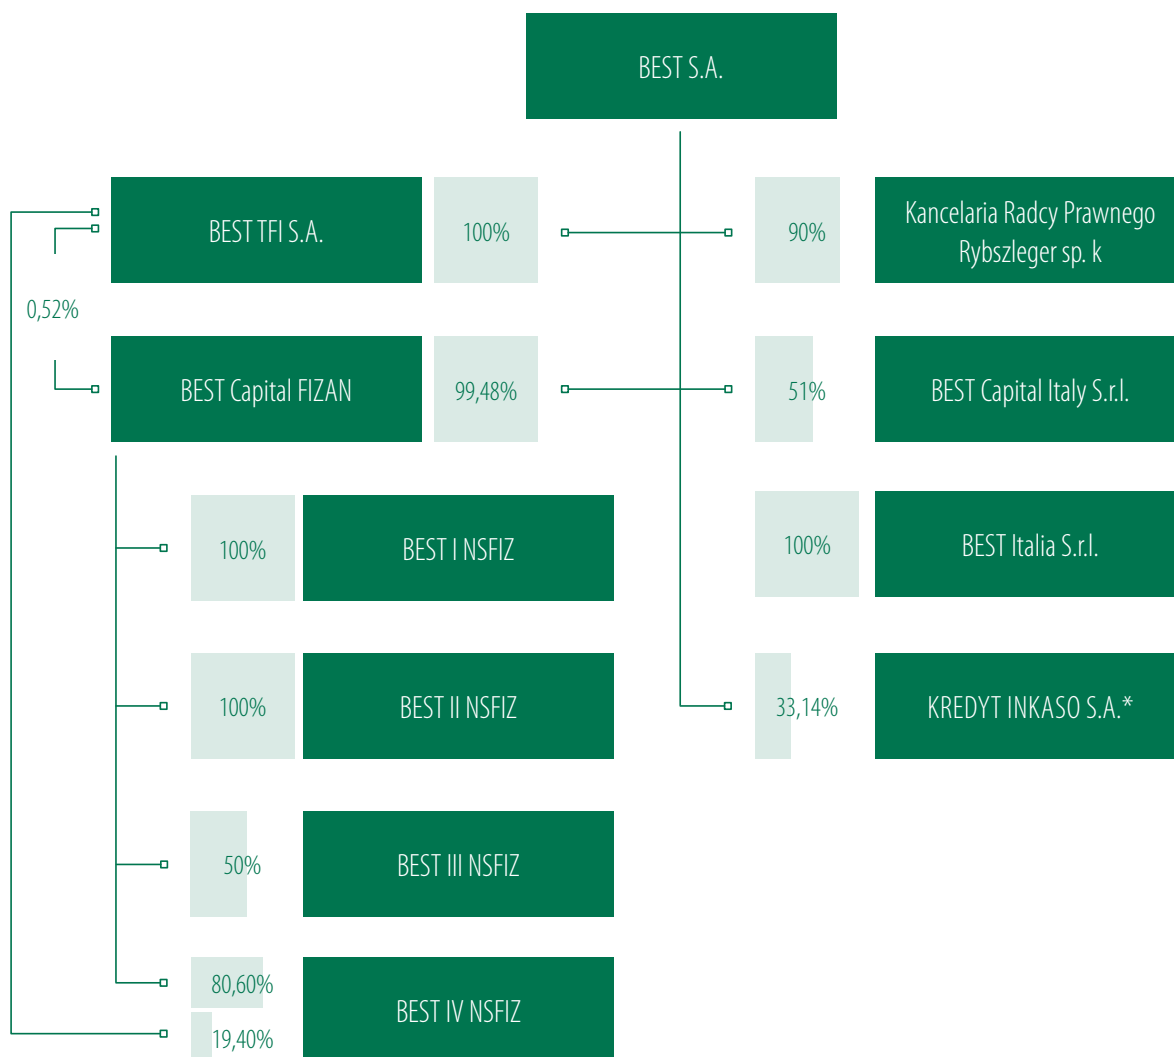 BEST S.A.
BEST TFI S.A.
100%
90%
Kancelaria Radcy Prawnego
Rybszleger sp. k
0,52%
BEST Capital FIZAN
99,48%
51%
BEST Capital Italy S.r.l.
100%
BEST I NSFIZ
100%
BEST Italia S.r.l.
100%
BEST II NSFIZ
33,14%
KREDYT INKASO S.A.*
50%
BEST III NSFIZ
80,60%
19,40%
BEST IV NSFIZ